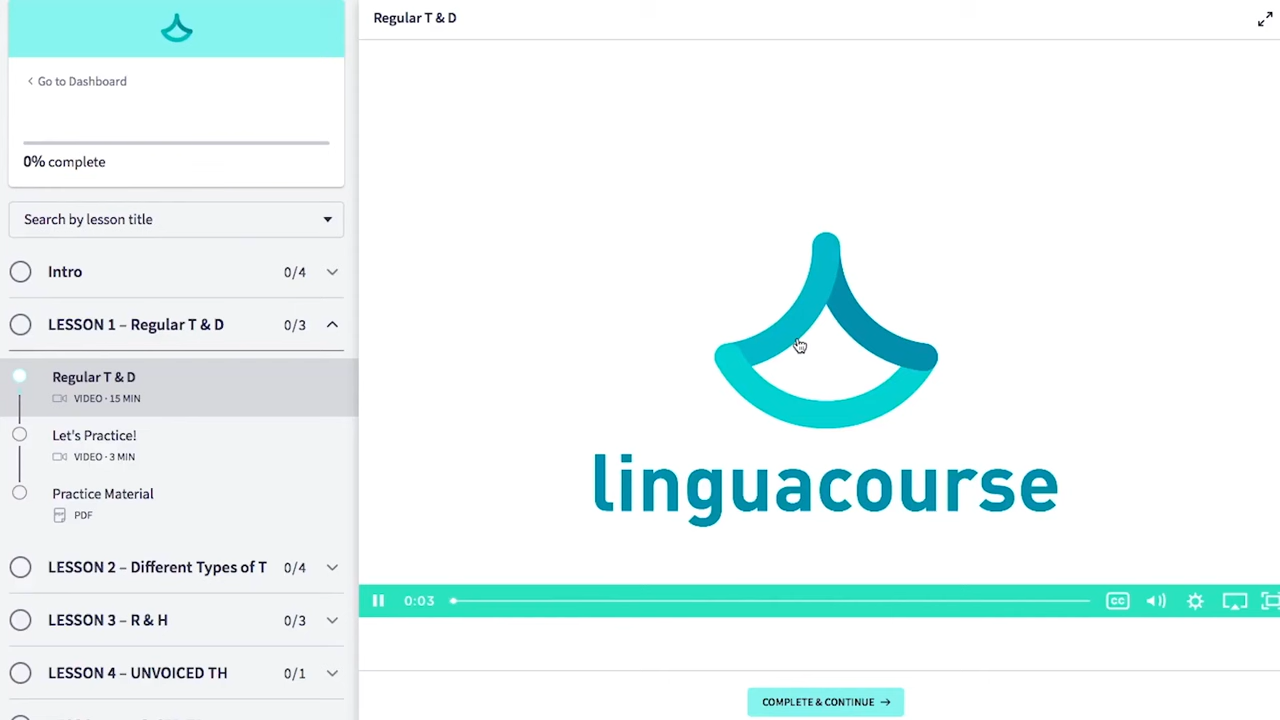 Regular T & D
Go to Dashboard
0% complete
Search by lesson title
Intro 0/4
LESSON 1 – Regular T & D 0/3
Regular T & D
VIDEO · 15 MIN
Let's Practice!
VIDEO · 3 MIN
Practice Material
PDF
LESSON 2 – Different Types of T 0/4
LESSON 3 – R & H 0/3
LESSON 4 – UNVOICED TH 0/1
linguacourse
0:03
CC
COMPLETE & CONTINUE